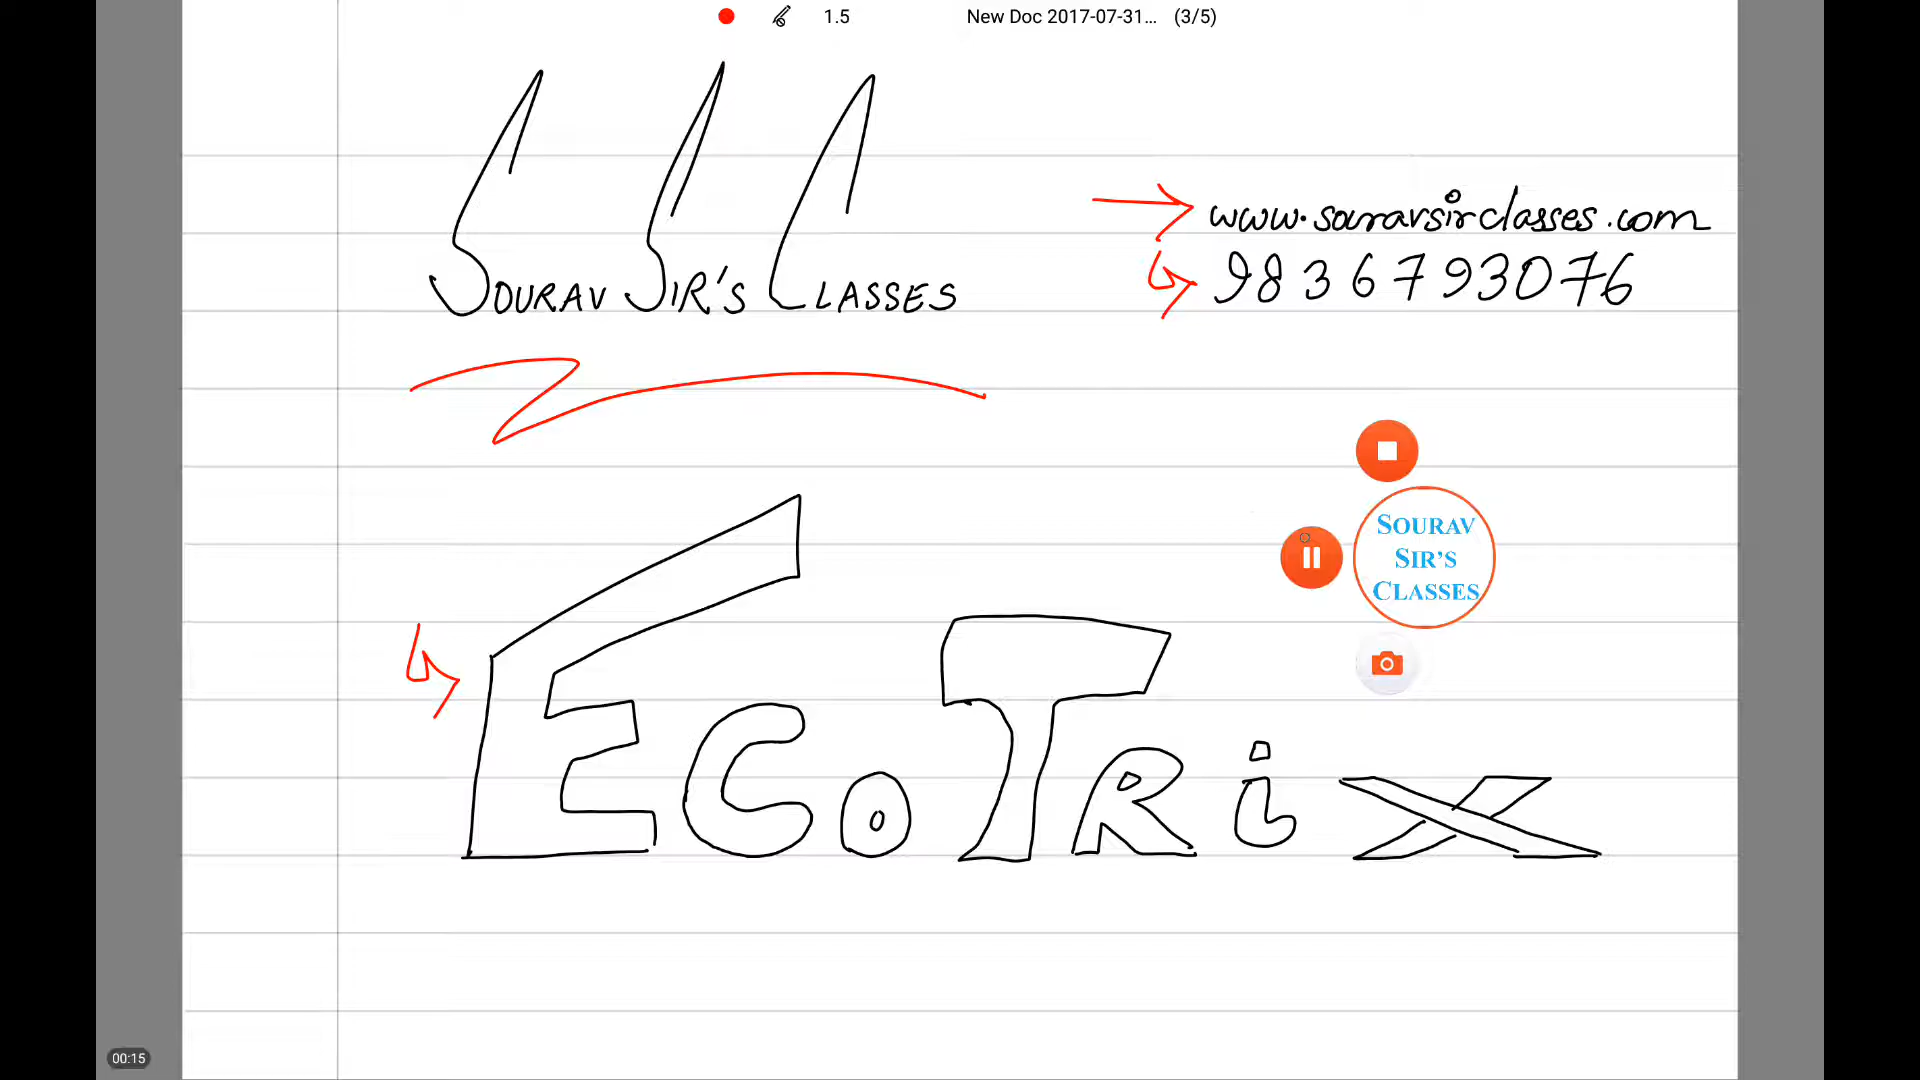 1.5 New Doc 2017-07-31... (3/5)
SOURAV SIR'S CLASSES
www.souravsirclasses.com
9836793076
SOURAV
SIR'S
CLASSES
ECOTRiX
00:15